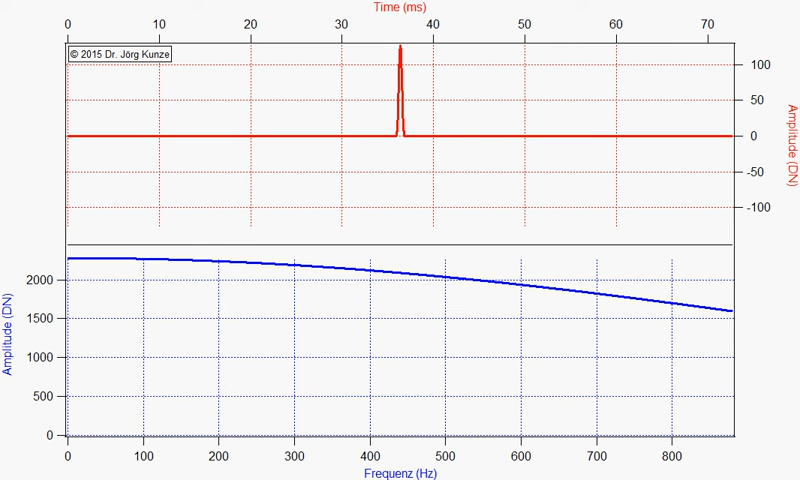 Time (ms)
0 10 20 30 40 50 60 70
© 2015 Dr. Jörg Kunze
100
50
0
-50
-100
Amplitude (DN)
2000
1500
1000
500
0
Amplitude (DN)
0 100 200 300 400 500 600 700 800
Frequenz (Hz)